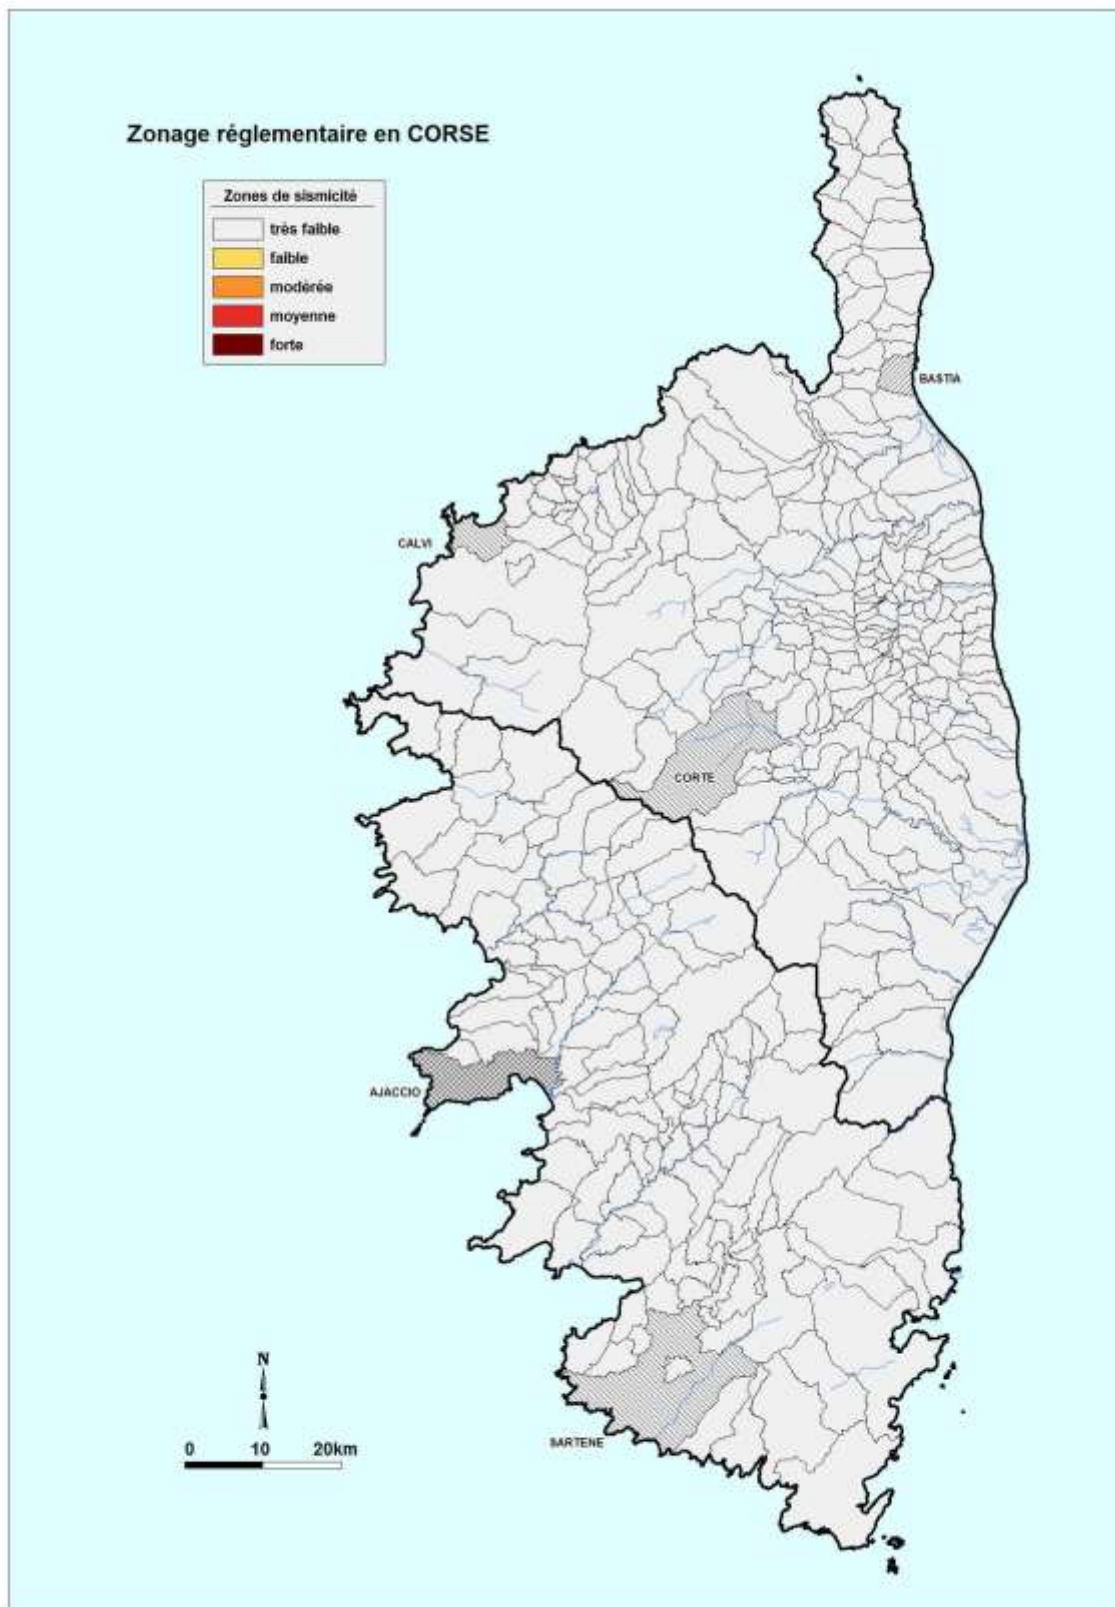 Zonage réglementaire en CORSE
Zones de sismicité
très faible
faible
modérée
moyenne
forte
BASTIA
CALVI
CORTE
AJACCIO
SARTENE
N
0 10 20km